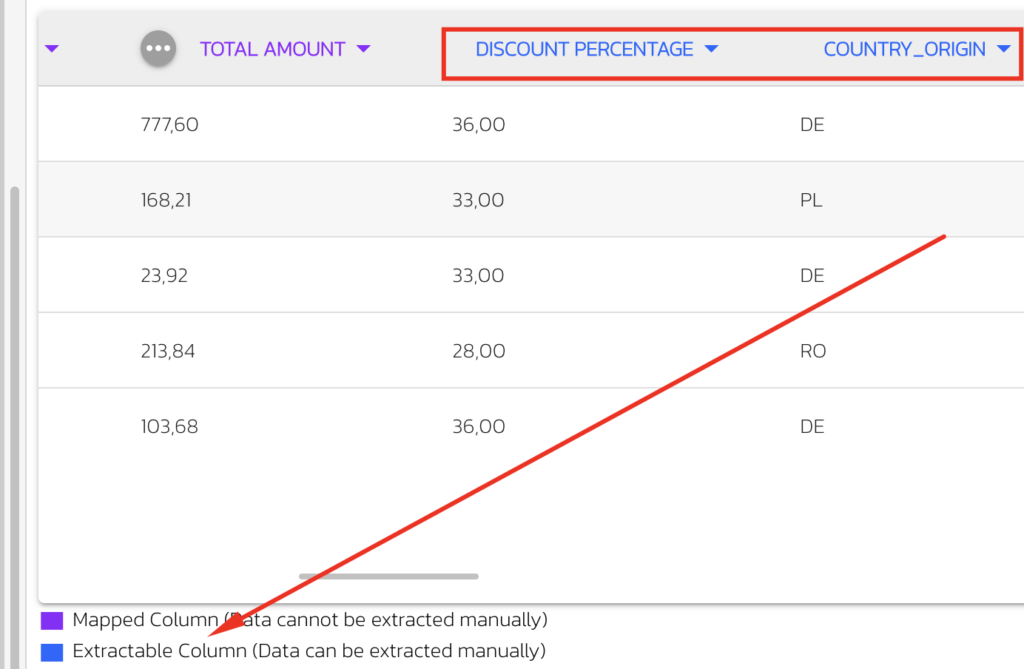 TOTAL AMOUNT DISCOUNT PERCENTAGE COUNTRY_ORIGIN
777,60 36,00 DE
168,21 33,00 PL
23,92 33,00 DE
213,84 28,00 RO
103,68 36,00 DE
Mapped Column (Data cannot be extracted manually)
Extractable Column (Data can be extracted manually)